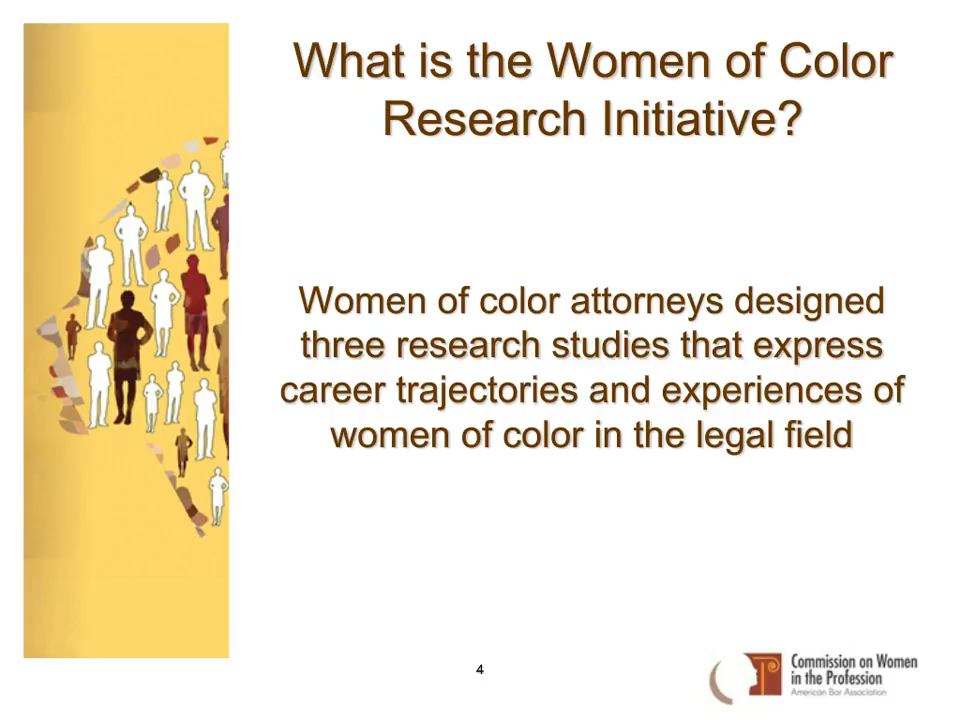 What is the Women of Color
Research Initiative?
Women of color attorneys designed
three research studies that express
career trajectories and experiences of
women of color in the legal field
4
Commission on Women
in the Profession
American Bar Association